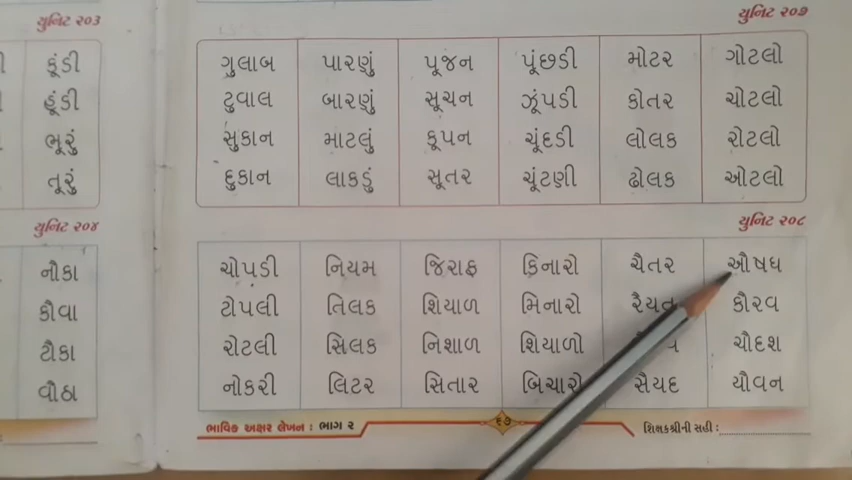 યુનિટ ૨૦૩
કૂંડી
હૂંડી
ભૂરું
તૂરું
યુનિટ ૨૦૪
નૌકા
કૌવા
ટૌકા
વૌઠા
યુનિટ ૨૦૭
ગુલાબ પારણું પૂજન પૂંછડી મોટર ગોટલો
ટુવાલ બારણું સૂચન ઝૂંપડી કોતર ચોટલો
સુકાન માટલું કૂપન ચૂંદડી લોલક રોટલો
દુકાન લાકડું સૂતર ચૂંટણી ઢોલક ઓટલો
યુનિટ ૨૦૮
ચોપડી નિયમ જિરાફ કિનારો ચૈતર ઔષધ
ટોપલી તિલક શિયાળ મિનારો રૈયત કૌરવ
રોટલી સિલક નિશાળ શિયાળો ચૌદશ
નોકરી લિટર સિતાર બિચારો સૈયદ યૌવન
ભાવિક અક્ષર લેખન : ભાગ ૨ ૬૭ શિક્ષકશ્રીની સહી :